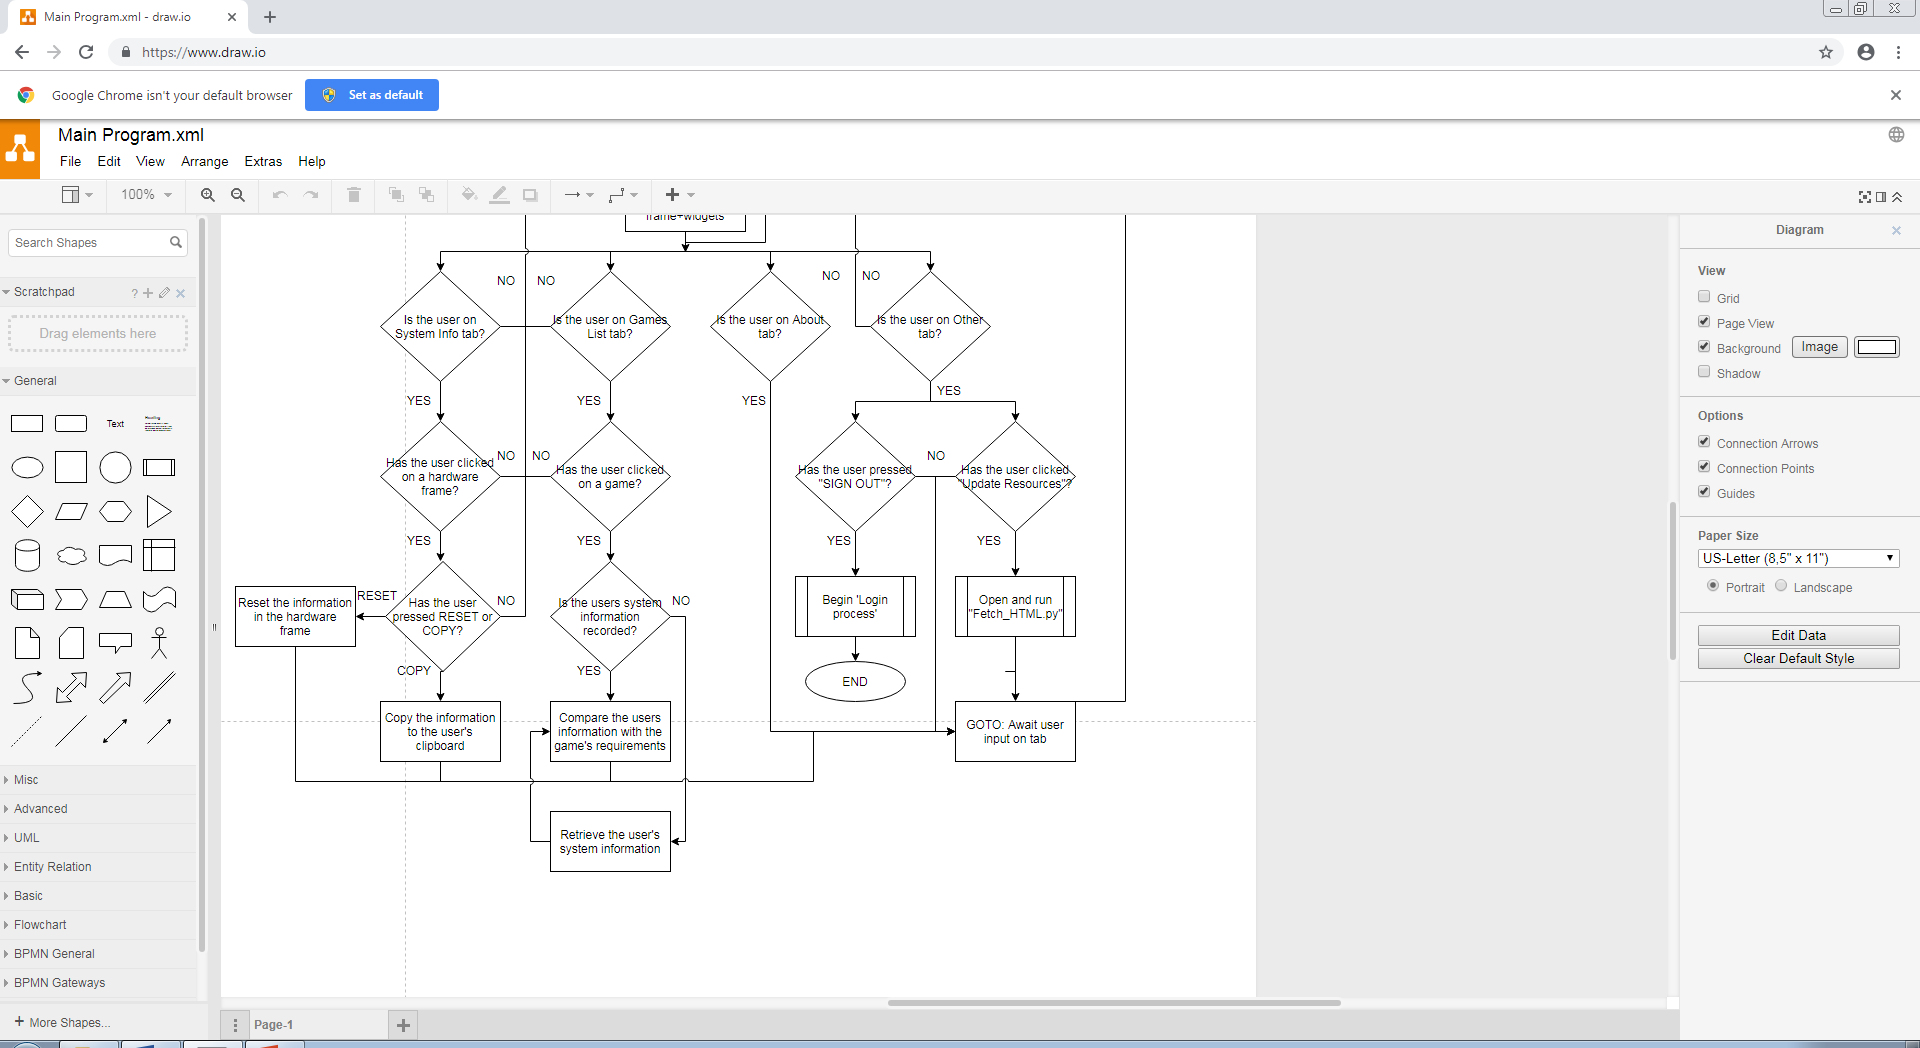 Main Program.xml - draw.io
https://www.draw.io
Google Chrome isn't your default browser
Set as default
Main Program.xml
File Edit View Arrange Extras Help
100%
Search Shapes
Scratchpad
?
Drag elements here
General
Text
Heading
Misc
Advanced
UML
Entity Relation
Basic
Flowchart
BPMN General
BPMN Gateways
+ More Shapes...
frame+widgets
NO NO
NO NO
Is the user on
System Info tab?
Is the user on Games
List tab?
Is the user on About
tab?
Is the user on Other
tab?
YES
YES
YES
YES
Has the user clicked
on a hardware
frame?
NO NO
Has the user clicked
on a game?
Has the user pressed
"SIGN OUT"?
NO
Has the user clicked
"Update Resources"?
YES
YES
YES
YES
Reset the information
in the hardware
frame
RESET
Has the user
pressed RESET or
COPY?
NO
Is the users system
information
recorded?
NO
Begin 'Login
process'
Open and run
"Fetch_HTML.py"
COPY
YES
END
Copy the information
to the user's
clipboard
Compare the users
information with the
game's requirements
GOTO: Await user
input on tab
Retrieve the user's
system information
Page-1
Diagram
View
Grid
Page View
Background
Image
Shadow
Options
Connection Arrows
Connection Points
Guides
Paper Size
US-Letter (8,5" x 11")
Portrait
Landscape
Edit Data
Clear Default Style